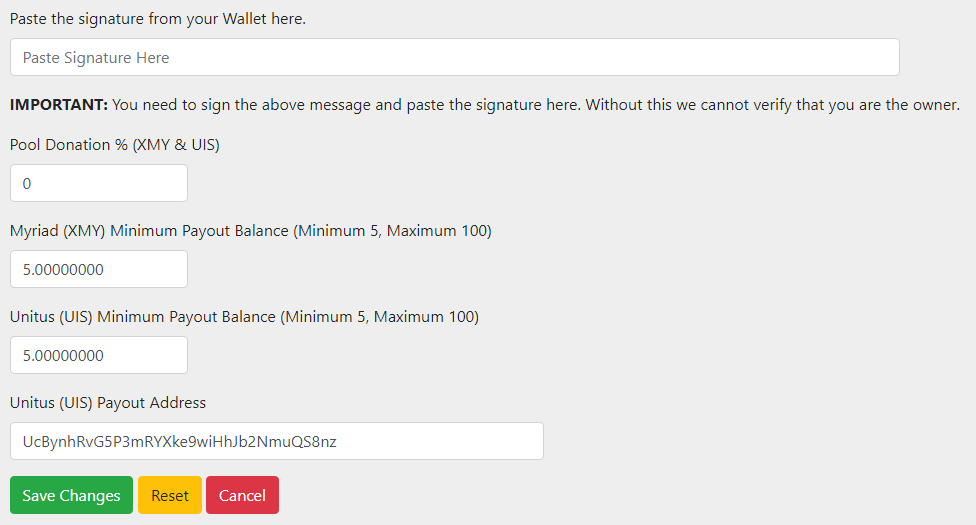 Paste the signature from your Wallet here.
Paste Signature Here
IMPORTANT: You need to sign the above message and paste the signature here. Without this we cannot verify that you are the owner.
Pool Donation % (XMY & UIS)
0
Myriad (XMY) Minimum Payout Balance (Minimum 5, Maximum 100)
5.00000000
Unitus (UIS) Minimum Payout Balance (Minimum 5, Maximum 100)
5.00000000
Unitus (UIS) Payout Address
UcBynhRvG5P3mRYXke9wiHhJb2NmuQS8nz
Save Changes Reset Cancel